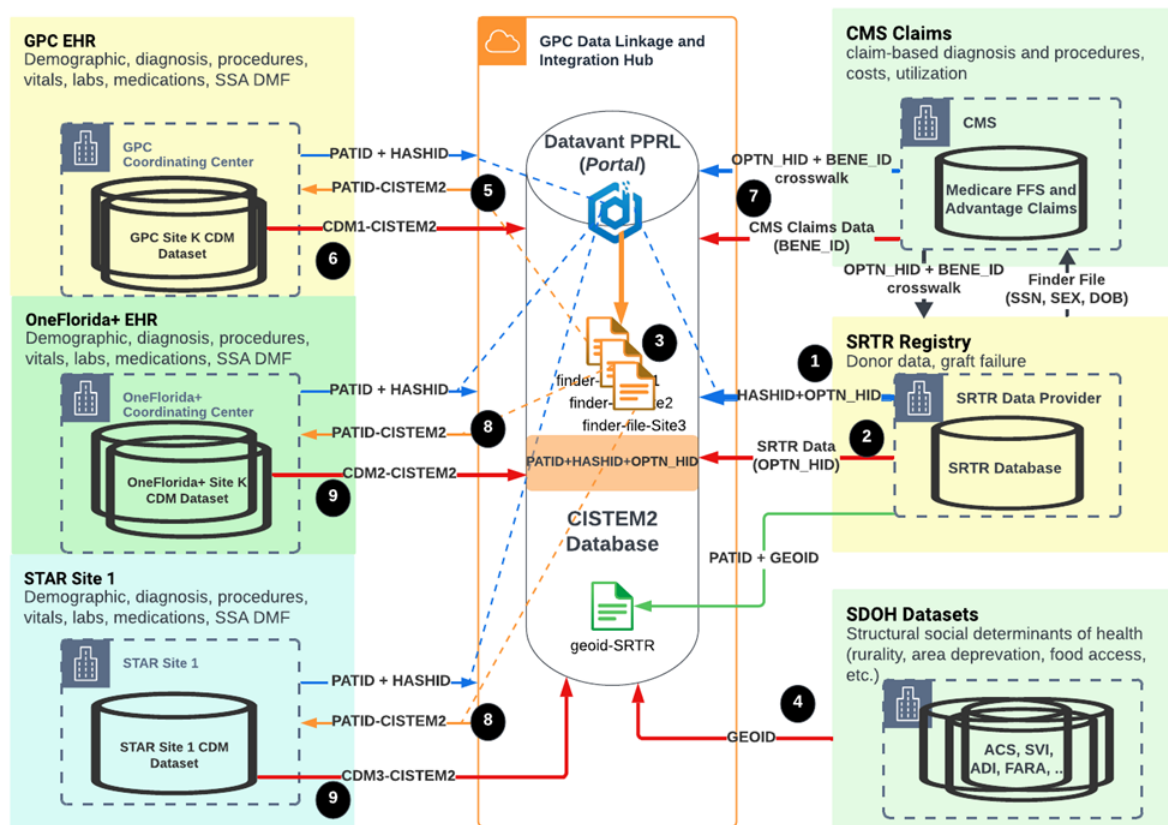 GPC EHR
Demographic, diagnosis, procedures,
vitals, labs, medications, SSA DMF
GPC
Coordinating Center
GPC Site K CDM
Dataset
PATID + HASHID
PATID-CISTEM2
5
CDM1-CISTEM2
6
OneFlorida+ EHR
Demographic, diagnosis, procedures,
vitals, labs, medications, SSA DMF
OneFlorida+
Coordinating Center
OneFlorida+ Site K
CDM Dataset
PATID + HASHID
PATID-CISTEM2
8
CDM2-CISTEM2
9
STAR Site 1
Demographic, diagnosis, procedures,
vitals, labs, medications, SSA DMF
STAR Site 1
STAR Site 1 CDM
Dataset
PATID + HASHID
PATID-CISTEM2
8
CDM3-CISTEM2
9
GPC Data Linkage and
Integration Hub
Datavant PPRL
(Portal)
3
finder-
finder-
finder-file-Site3
PATID+HASHID+OPTN_HID
CISTEM2
Database
geoid-SRTR
CMS Claims
claim-based diagnosis and procedures,
costs, utilization
CMS
Medicare FFS and
Advantage Claims
OPTN_HID + BENE_ID
crosswalk
7
CMS Claims Data
(BENE_ID)
OPTN_HID + BENE_ID
crosswalk
Finder File
(SSN, SEX, DOB)
SRTR Registry
Donor data, graft failure
SRTR Data Provider
SRTR Database
1
HASHID+OPTN_HID
2
SRTR Data
(OPTN_HID)
PATID + GEOID
SDOH Datasets
Structural social determinants of health
(rurality, area deprevation, food access,
etc.)
ACS, SVI,
ADI, FARA, ..
4
GEOID